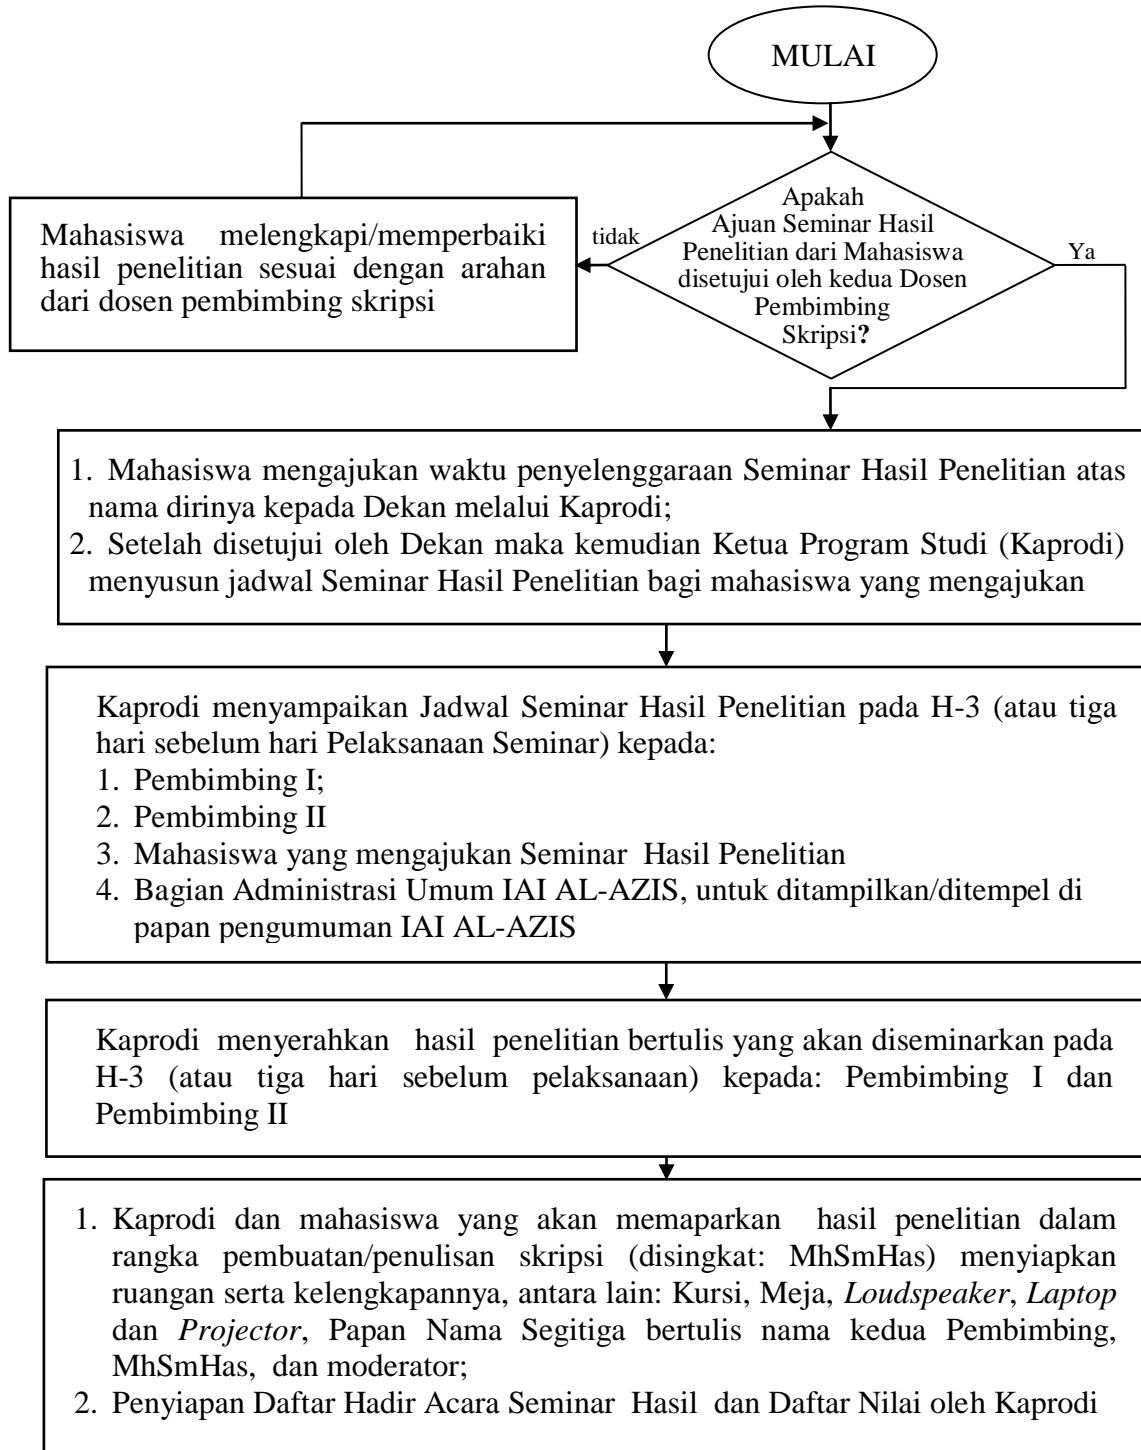 MULAI
Apakah
Ajuan Seminar Hasil
Penelitian dari Mahasiswa
disetujui oleh kedua Dosen
Pembimbing
Skripsi?
tidak
Ya
Mahasiswa melengkapi/memperbaiki
hasil penelitian sesuai dengan arahan
dari dosen pembimbing skripsi
1. Mahasiswa mengajukan waktu penyelenggaraan Seminar Hasil Penelitian atas
nama dirinya kepada Dekan melalui Kaprodi;
2. Setelah disetujui oleh Dekan maka kemudian Ketua Program Studi (Kaprodi)
menyusun jadwal Seminar Hasil Penelitian bagi mahasiswa yang mengajukan
Kaprodi menyampaikan Jadwal Seminar Hasil Penelitian pada H-3 (atau tiga
hari sebelum hari Pelaksanaan Seminar) kepada:
1. Pembimbing I;
2. Pembimbing II
3. Mahasiswa yang mengajukan Seminar Hasil Penelitian
4. Bagian Administrasi Umum IAI AL-AZIS, untuk ditampilkan/ditempel di
papan pengumuman IAI AL-AZIS
Kaprodi menyerahkan hasil penelitian bertulis yang akan diseminarkan pada
H-3 (atau tiga hari sebelum pelaksanaan) kepada: Pembimbing I dan
Pembimbing II
1. Kaprodi dan mahasiswa yang akan memaparkan hasil penelitian dalam
rangka pembuatan/penulisan skripsi (disingkat: MhSmHas) menyiapkan
ruangan serta kelengkapannya, antara lain: Kursi, Meja, Loudspeaker, Laptop
dan Projector, Papan Nama Segitiga bertulis nama kedua Pembimbing,
MhSmHas, dan moderator;
2. Penyiapan Daftar Hadir Acara Seminar Hasil dan Daftar Nilai oleh Kaprodi